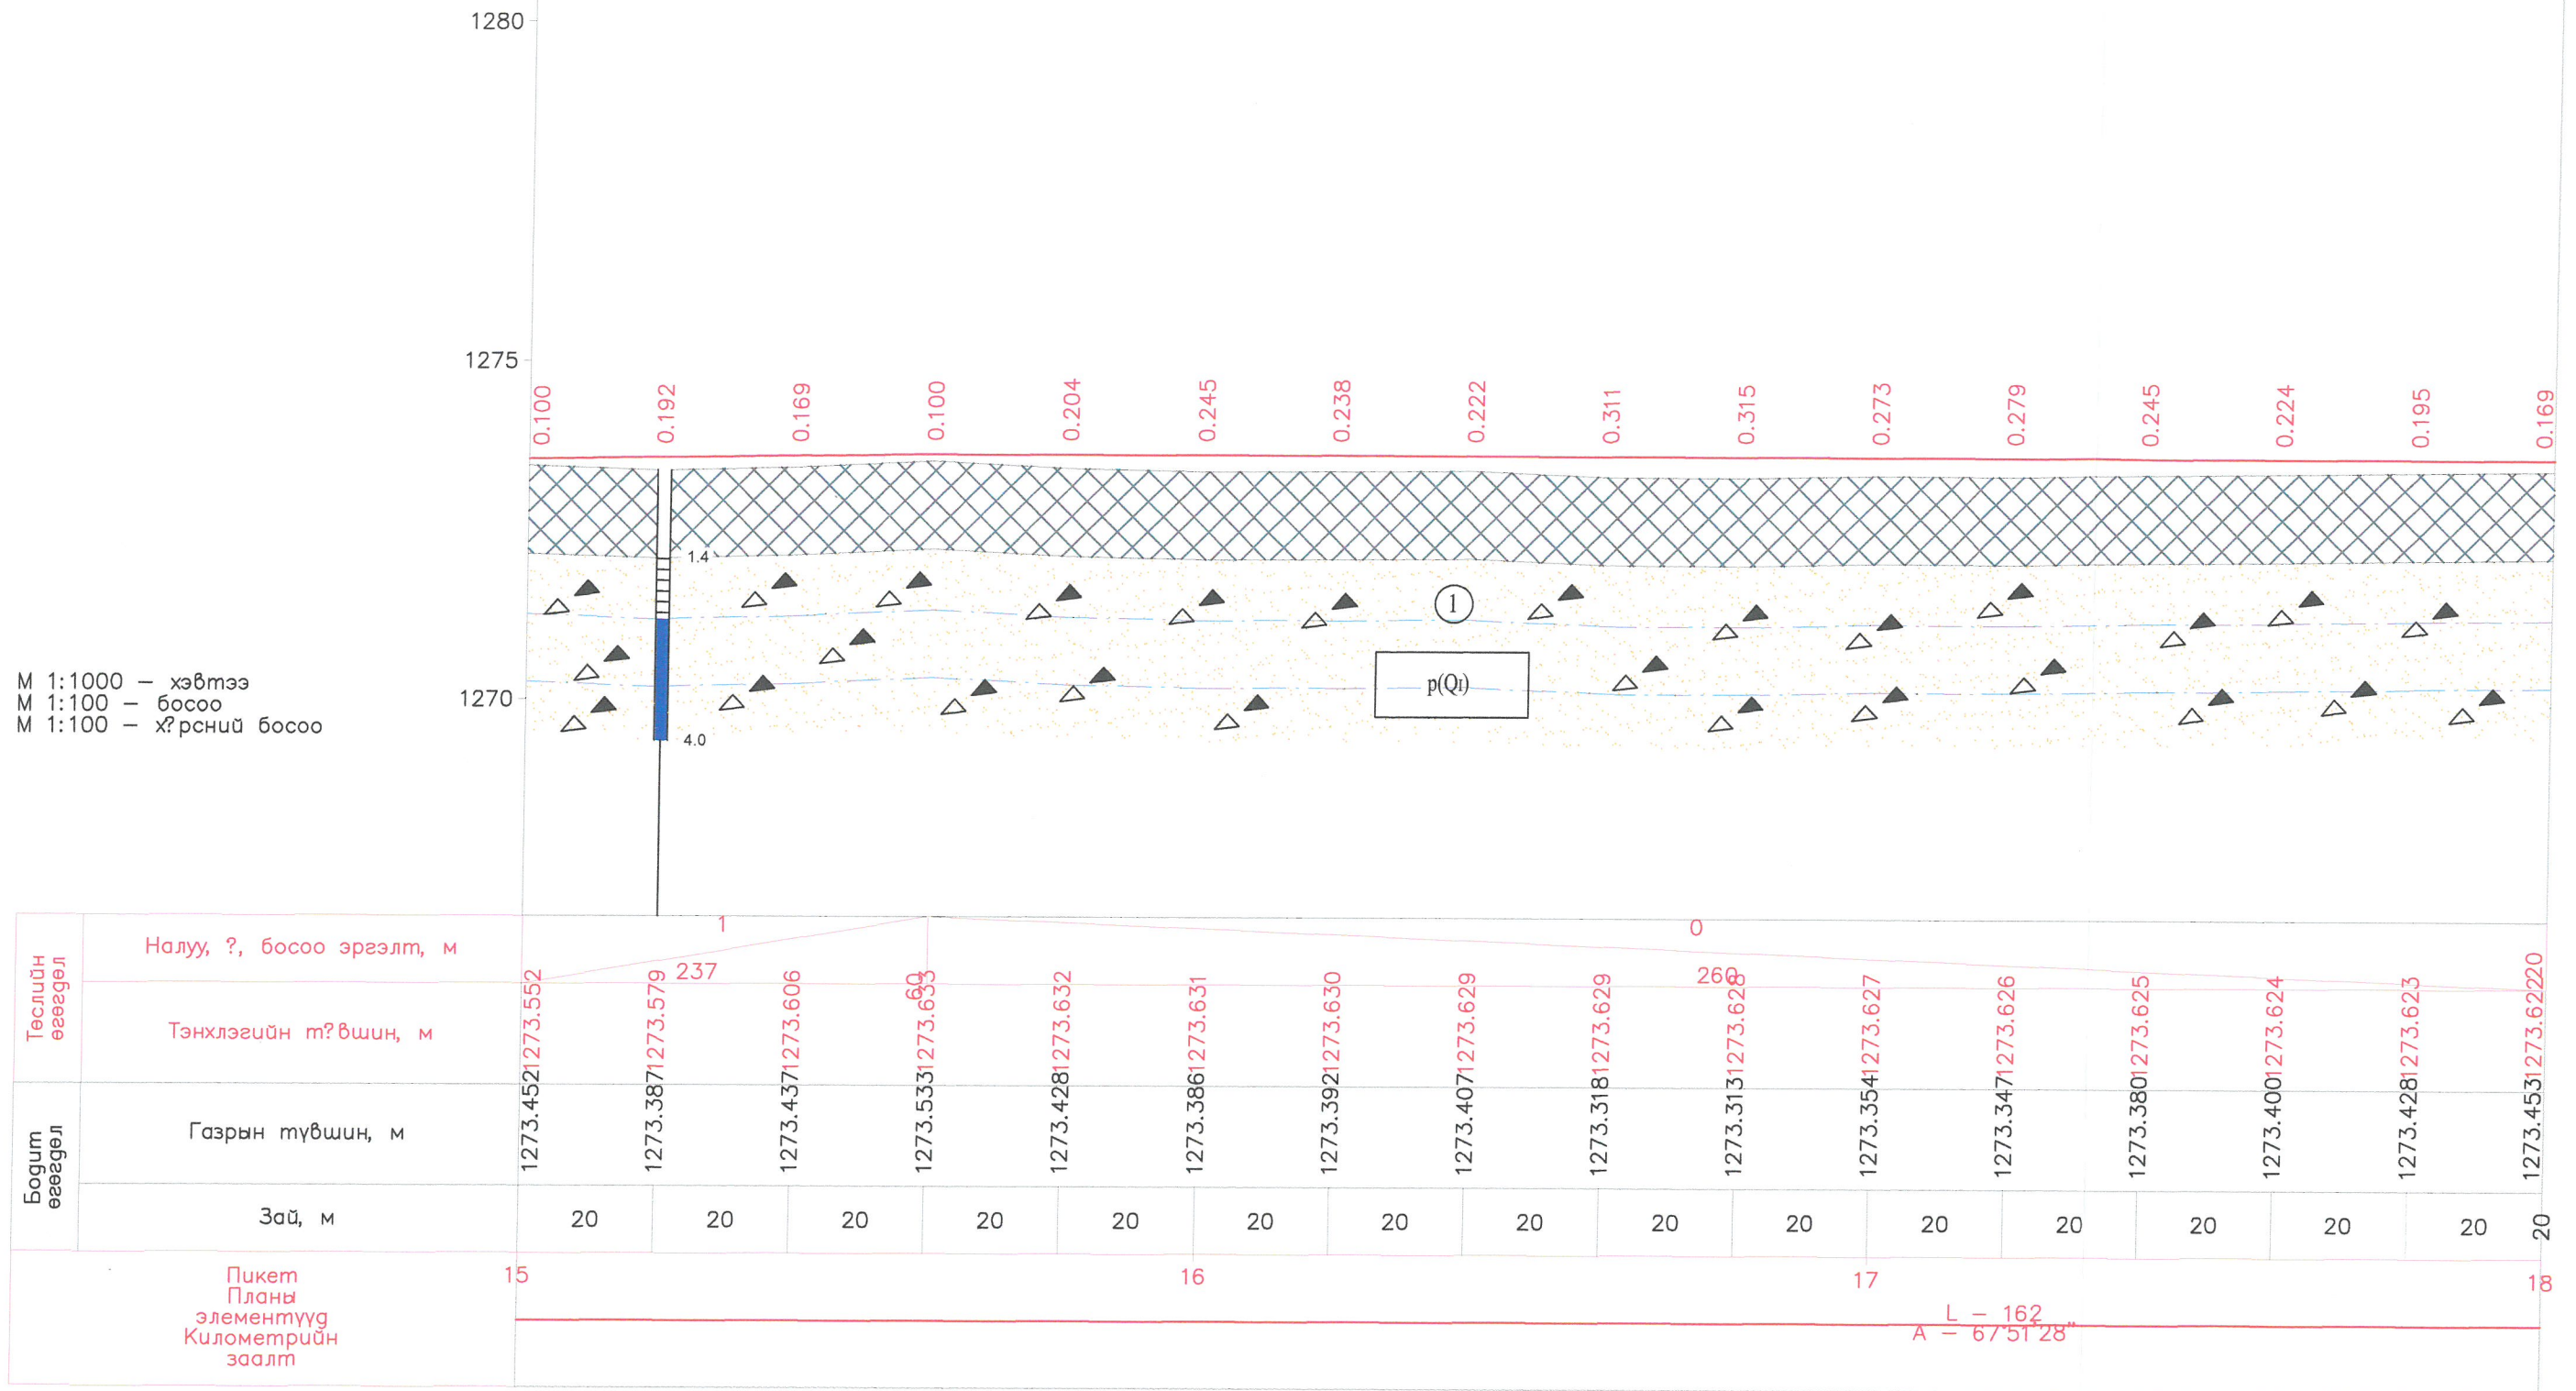 1280
1275
0.100 0.192 0.169 0.100 0.204 0.245 0.238 0.222 0.311 0.315 0.273 0.279 0.245 0.224 0.195 0.169
1.4
1
М 1:1000 – хэвтээ
М 1:100 – босоо
М 1:100 – х?рсний босоо
1270
p(QI)
4.0
Төслийн өгөгдөл
Налуу, ?, босоо эргэлт, м
1 0
237 60 260 20
Тэнхлэгийн т?вшин, м
1273.552 1273.579 1273.606 1273.633 1273.632 1273.631 1273.630 1273.629 1273.629 1273.628 1273.627 1273.626 1273.625 1273.624 1273.623 1273.622
Бодит өгөгдөл
Газрын түвшин, м
1273.452 1273.387 1273.437 1273.533 1273.428 1273.386 1273.392 1273.407 1273.318 1273.313 1273.354 1273.347 1273.380 1273.400 1273.428 1273.453
Зай, м
20 20 20 20 20 20 20 20 20 20 20 20 20 20 20 20
Пикет
15 16 17 18
Планы
элементүүд
L – 162
Километрийн
A – 67°51'28"
заалт